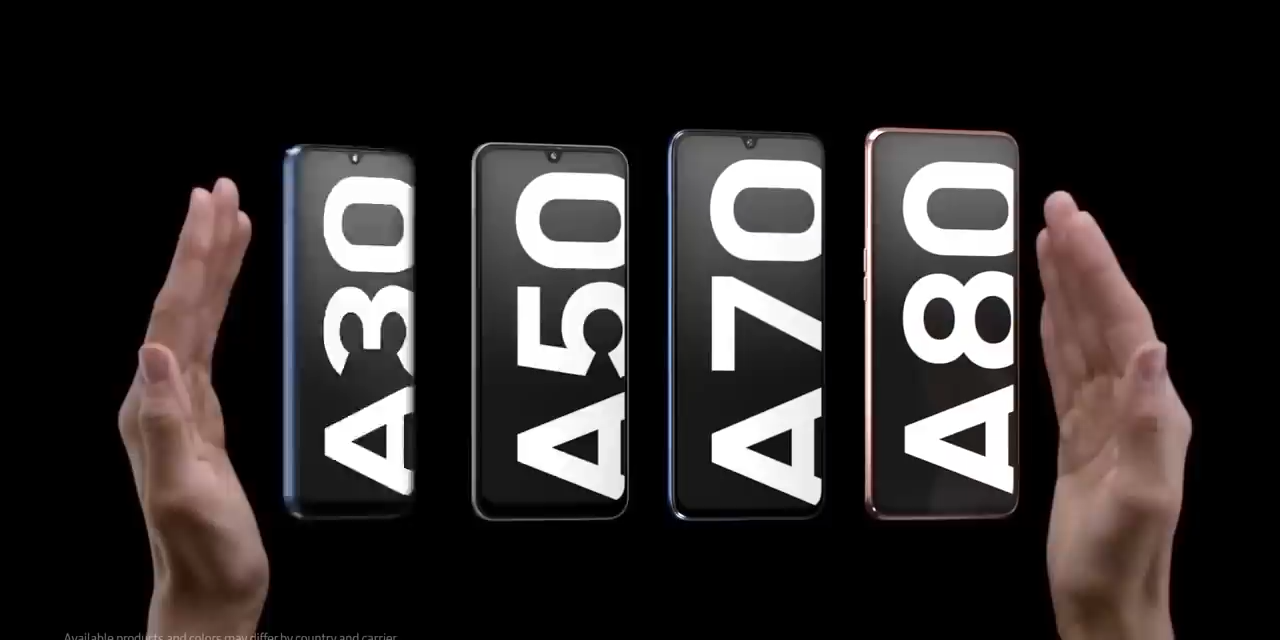 A30
A50
A70
A80
Available products and colors may differ by country and carrier